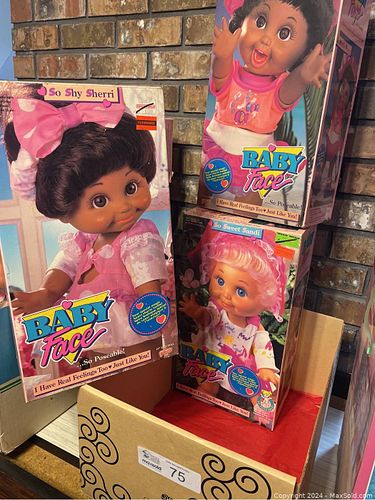 So Shy Sherri
BABY
Face
...So Poseable!
I Have Real Feelings Too ♥ Just Like You!
BABY
Face
...So Poseable!
I Have Real Feelings Too ♥ Just Like You!
So Sweet Sandi
BABY
Face
maxsold
75
Copyright © 2024 - MaxSold.com